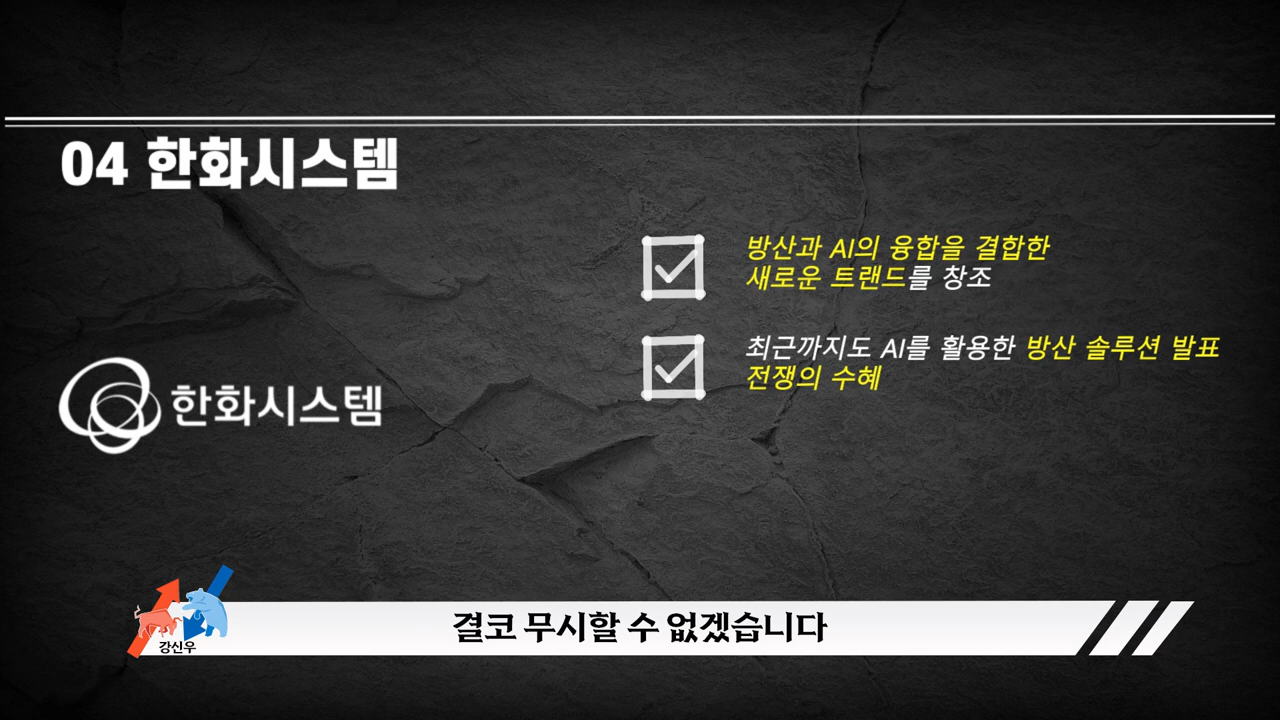 04 한화시스템
방산과 AI의 융합을 결합한
새로운 트랜드를 창조
최근까지도 AI를 활용한 방산 솔루션 발표
전쟁의 수혜
한화시스템
결코 무시할 수 없겠습니다
강신우